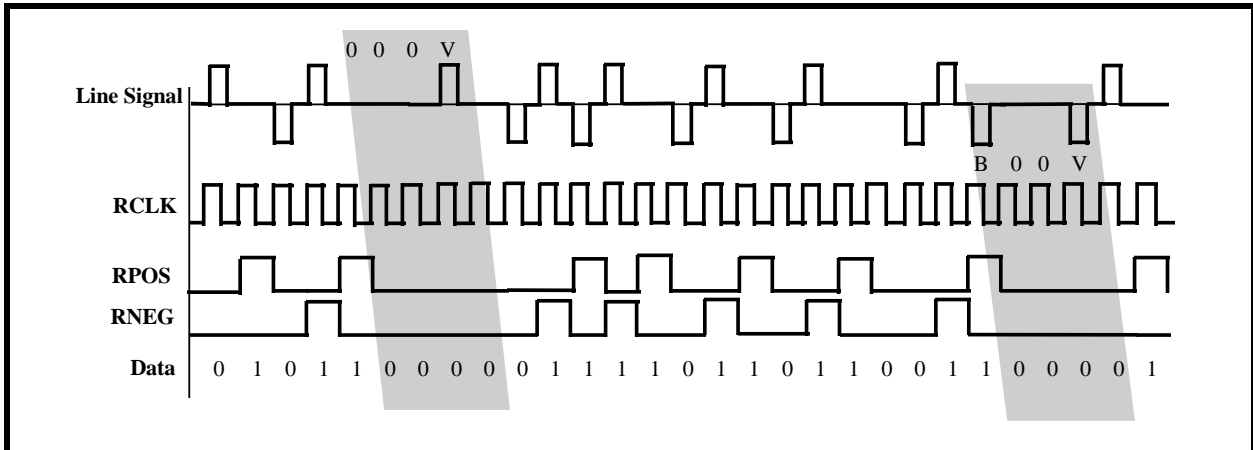 0 0 0 V
Line Signal
B 0 0 V
RCLK
RPOS
RNEG
Data 0 1 0 1 1 0 0 0 0 0 1 1 1 1 0 1 1 0 1 1 0 0 1 1 0 0 0 0 1